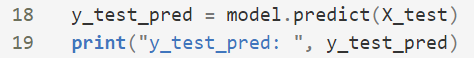 18 y_test_pred = model.predict(X_test)
19 print("y_test_pred: ", y_test_pred)